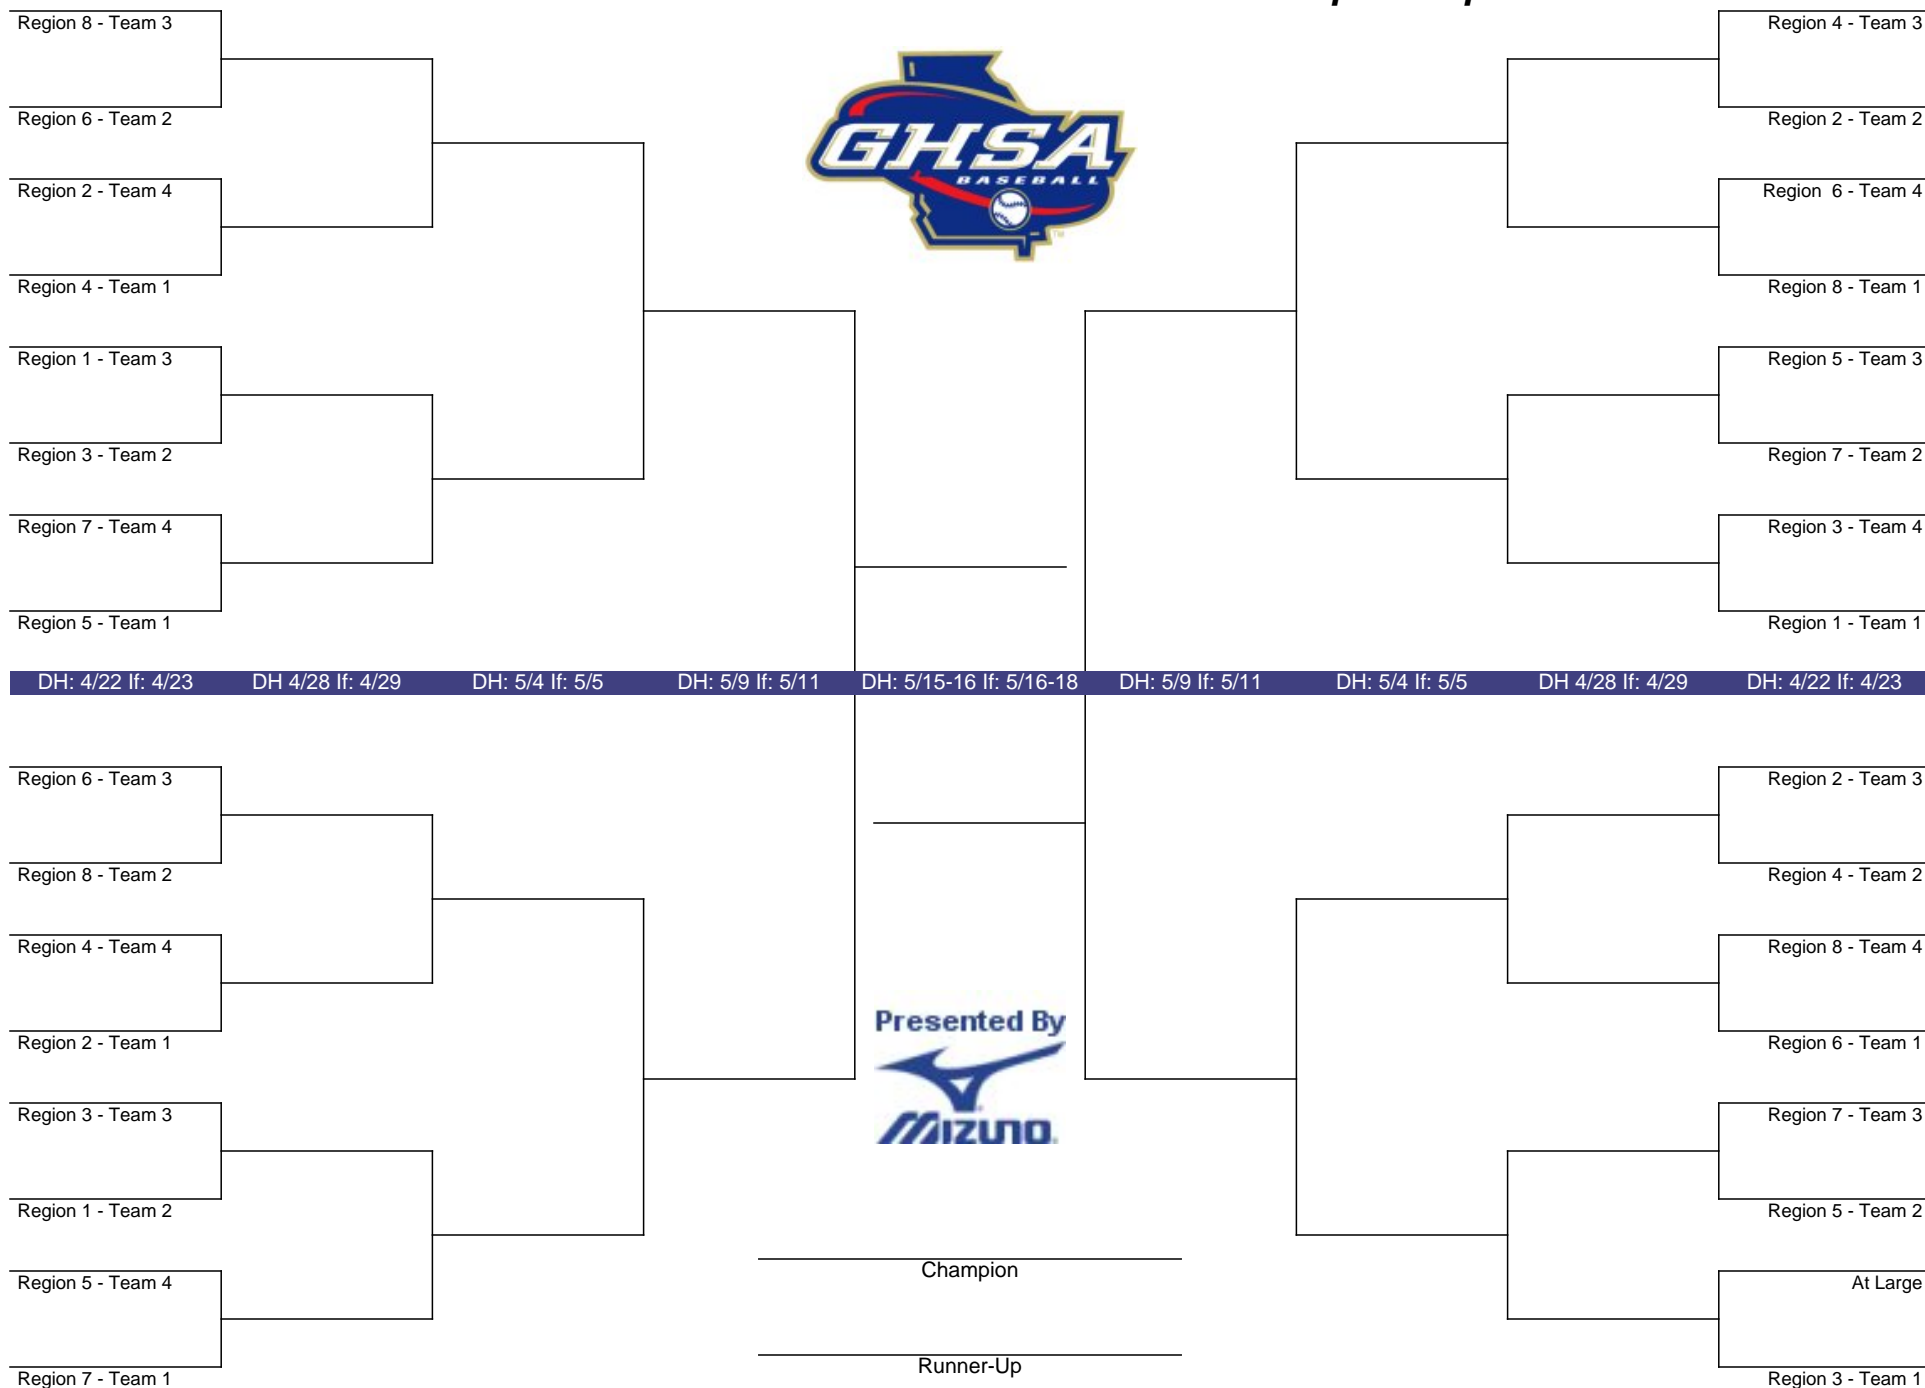 Region 8 - Team 3
Region 6 - Team 2
Region 2 - Team 4
Region 4 - Team 1
Region 1 - Team 3
Region 3 - Team 2
Region 7 - Team 4
Region 5 - Team 1
GHSA
BASEBALL
TM
Region 4 - Team 3
Region 2 - Team 2
Region  6 - Team 4
Region 8 - Team 1
Region 5 - Team 3
Region 7 - Team 2
Region 3 - Team 4
Region 1 - Team 1
DH: 4/22 If: 4/23 DH 4/28 If: 4/29 DH: 5/4 If: 5/5 DH: 5/9 If: 5/11 DH: 5/15-16 If: 5/16-18 DH: 5/9 If: 5/11 DH: 5/4 If: 5/5 DH 4/28 If: 4/29 DH: 4/22 If: 4/23
Region 6 - Team 3
Region 8 - Team 2
Region 4 - Team 4
Region 2 - Team 1
Region 3 - Team 3
Region 1 - Team 2
Region 5 - Team 4
Region 7 - Team 1
Presented By
MIZUNO
Champion
Runner-Up
Region 2 - Team 3
Region 4 - Team 2
Region 8 - Team 4
Region 6 - Team 1
Region 7 - Team 3
Region 5 - Team 2
At Large
Region 3 - Team 1